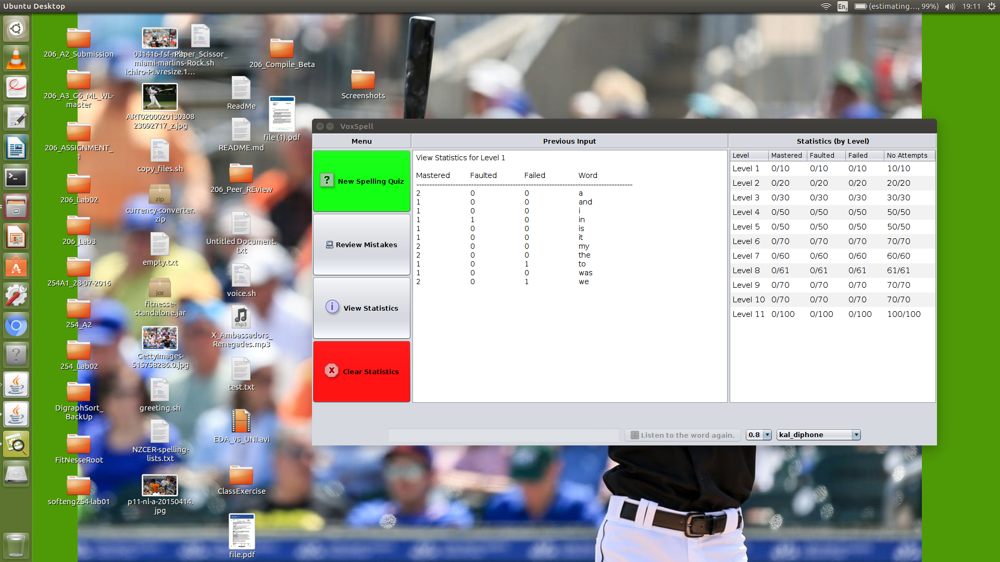 Ubuntu Desktop
En2 (estimating..., 99%) 19:11
206_A2_Submission
206_A3_G6_ML_WL-
master
206_ASSIGNMENT_
1
206_Lab02
206_Lab3
254A1_28-07-2016
254_A2
254_Lab02
DigraphSort_
BackUp
FitNesseRoot
softeng254-lab01
031416-fsf-mlb-
miami-marlins-
ichiro-PI.vresize.1...
ART0200020130308
23092717_z.jpg
copy_files.sh
zip
currency-converter.
zip
empty.txt
jar
fitnesse-
standalone.jar
GettyImages-
515758286.0.jpg
greeting.sh
NZCER-spelling-
lists.txt
p11-nl-a-20150414.
jpg
Paper_Scissor_
Rock.sh
ReadMe
README.md
206_Peer_REview
Untitled Document.
txt
voice.sh
mp3
X_Ambassadors_
Renegades.mp3
test.txt
EDA_vs_UNI.avi
ClassExercise
file.pdf
206_Compile_Beta
file (1).pdf
Screenshots
VoxSpell
Menu
New Spelling Quiz
Review Mistakes
View Statistics
Clear Statistics
Previous Input
View Statistics for Level 1
Mastered Faulted Failed Word
--------------------------------------------------------------------------------
2 0 0 a
1 0 0 and
1 0 0 i
1 1 0 in
1 0 0 is
1 0 0 it
2 0 0 my
2 0 0 the
1 0 1 to
1 0 0 was
2 0 1 we
Statistics (by Level)
Level Mastered Faulted Failed No Attempts
Level 1 0/10 0/10 0/10 10/10
Level 2 0/20 0/20 0/20 20/20
Level 3 0/30 0/30 0/30 30/30
Level 4 0/50 0/50 0/50 50/50
Level 5 0/50 0/50 0/50 50/50
Level 6 0/70 0/70 0/70 70/70
Level 7 0/60 0/60 0/60 60/60
Level 8 0/61 0/61 0/61 61/61
Level 9 0/70 0/70 0/70 70/70
Level 10 0/70 0/70 0/70 70/70
Level 11 0/100 0/100 0/100 100/100
Listen to the word again. 0.8 kal_diphone